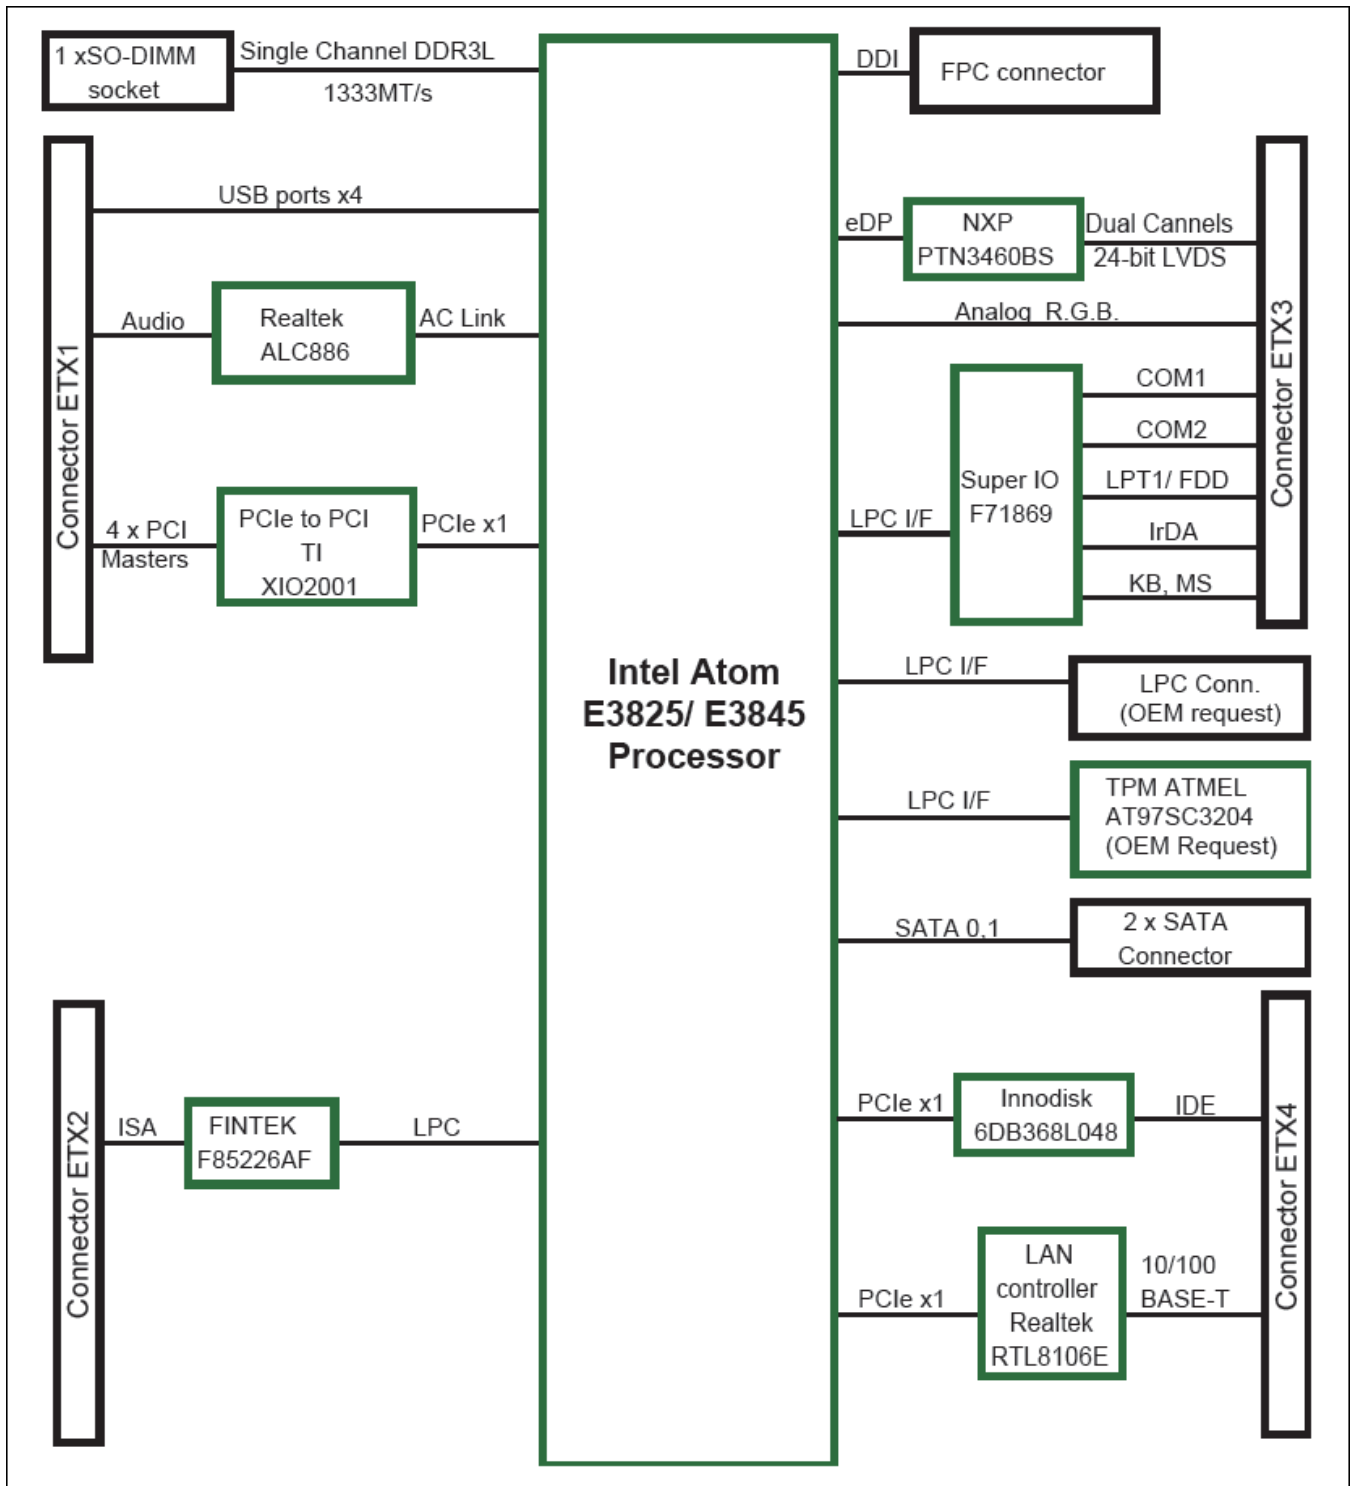 1 xSO-DIMM
socket
Single Channel DDR3L
1333MT/s
DDI
FPC connector
Connector ETX1
USB ports x4
Audio
Realtek
ALC886
AC Link
4 x PCI
Masters
PCIe to PCI
TI
XIO2001
PCIe x1
Intel Atom
E3825/ E3845
Processor
eDP
NXP
PTN3460BS
Dual Cannels
24-bit LVDS
Analog R.G.B.
Connector ETX3
LPC I/F
Super IO
F71869
COM1
COM2
LPT1/ FDD
IrDA
KB, MS
LPC I/F
LPC Conn.
(OEM request)
LPC I/F
TPM ATMEL
AT97SC3204
(OEM Request)
SATA 0,1
2 x SATA
Connector
Connector ETX2
ISA
FINTEK
F85226AF
LPC
PCIe x1
Innodisk
6DB368L048
IDE
Connector ETX4
PCIe x1
LAN
controller
Realtek
RTL8106E
10/100
BASE-T